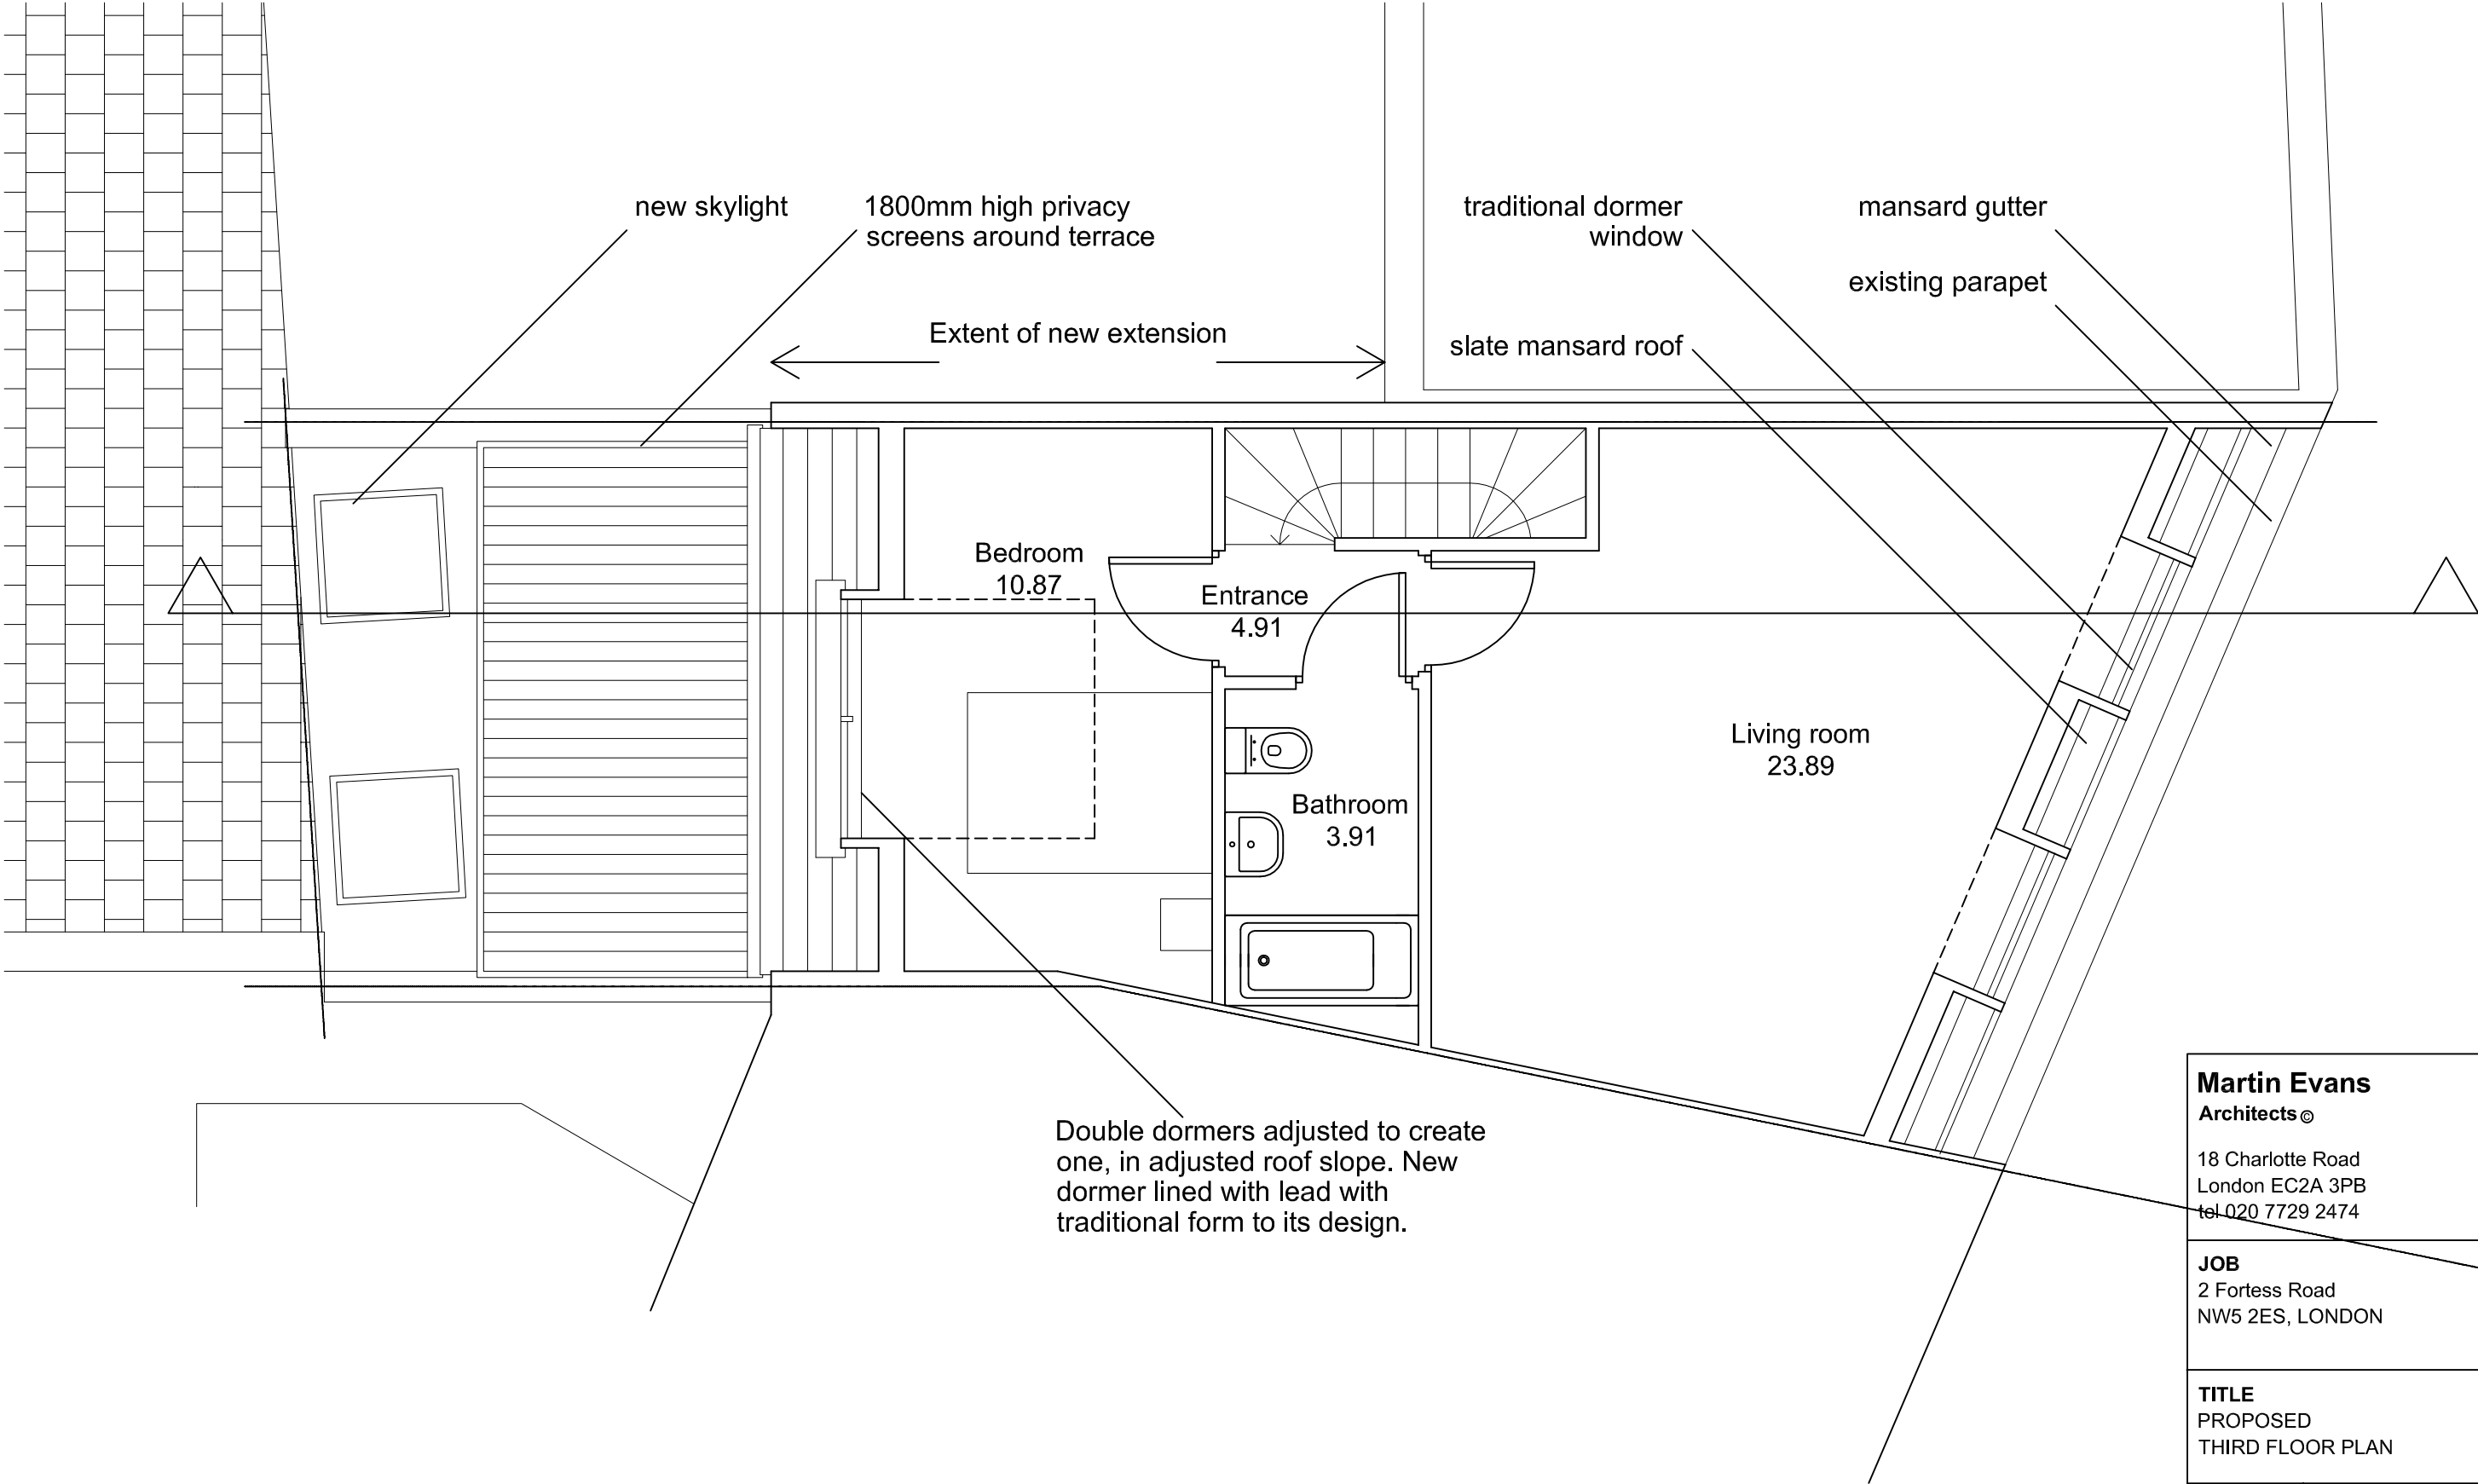 new skylight
1800mm high privacy
screens around terrace
traditional dormer
window
mansard gutter
existing parapet
Extent of new extension
slate mansard roof
Bedroom
10.87
Entrance
4.91
Living room
23.89
Bathroom
3.91
Double dormers adjusted to create
one, in adjusted roof slope. New
dormer lined with lead with
traditional form to its design.
Martin Evans
Architects ©
18 Charlotte Road
London EC2A 3PB
tel 020 7729 2474
JOB
2 Fortess Road
NW5 2ES, LONDON
TITLE
PROPOSED
THIRD FLOOR PLAN